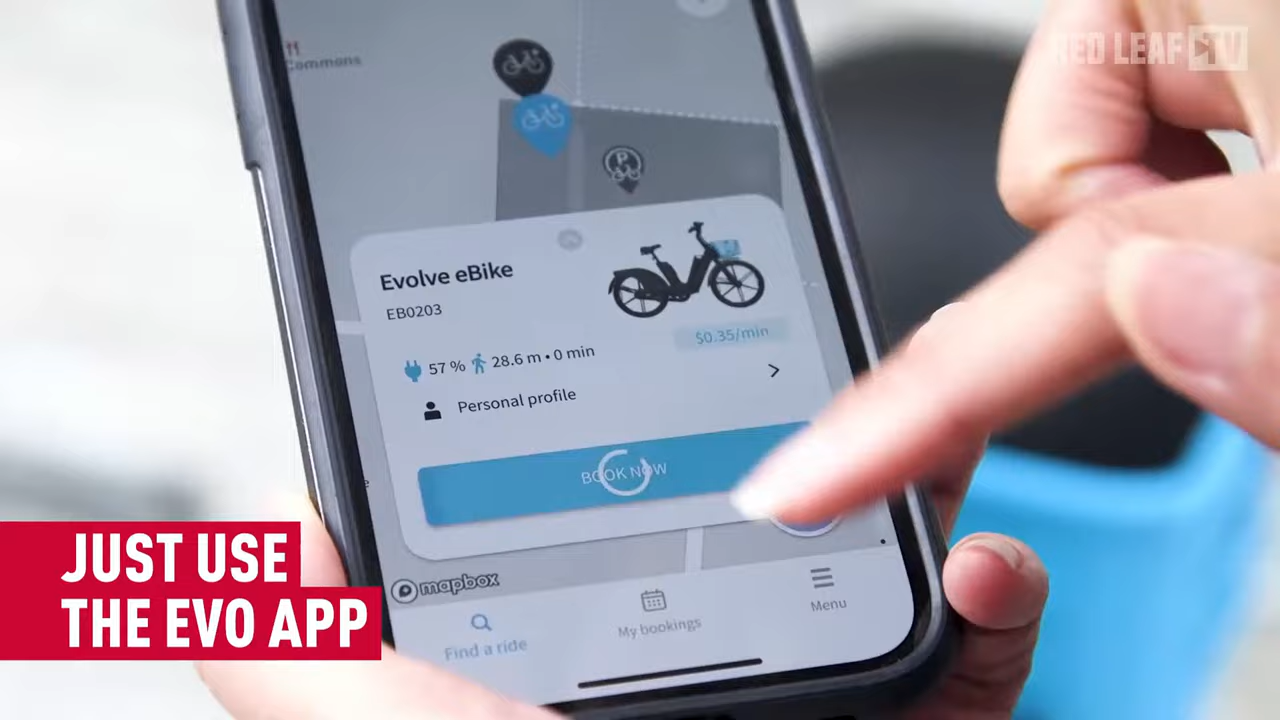 RED LEAF TV
Commons
P
Evolve eBike
EB0203
$0.35/min
57 % 28.6 m • 0 min
Personal profile
BOOK NOW
mapbox
Find a ride
My bookings
Menu
JUST USE
THE EVO APP